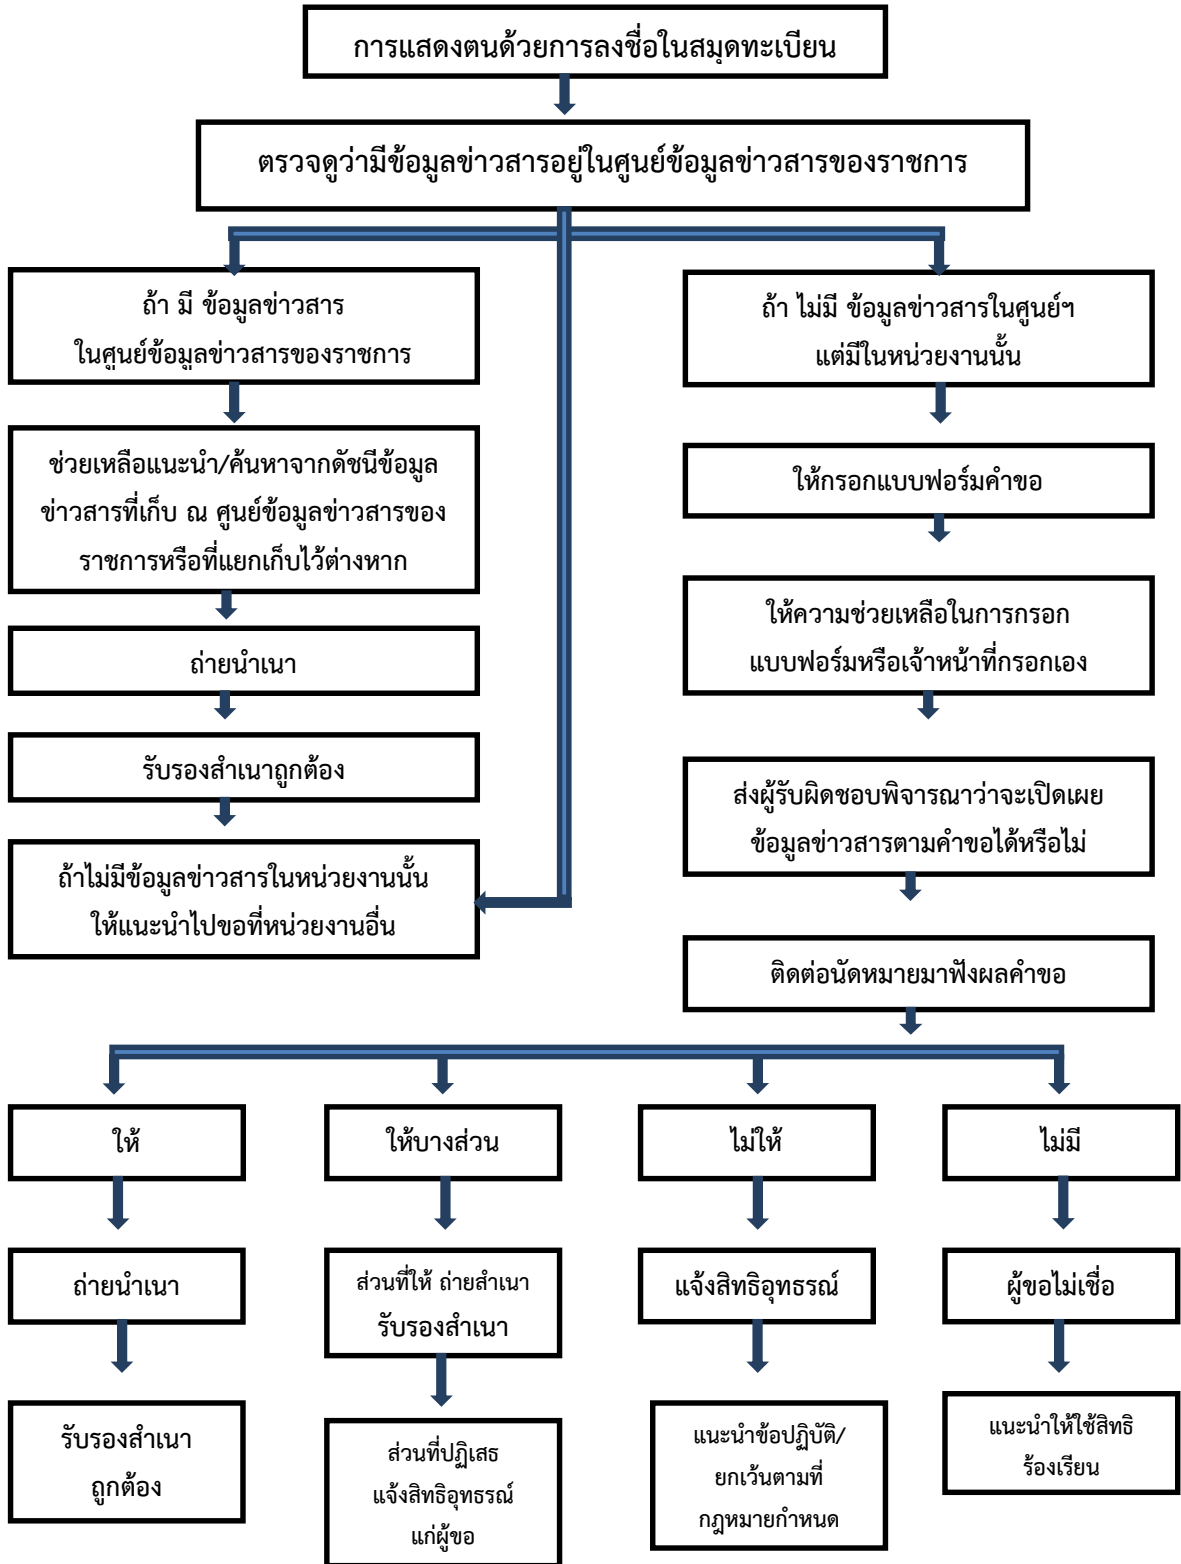 การแสดงตนด้วยการลงชื่อในสมุดทะเบียน
ตรวจดูว่ามีข้อมูลข่าวสารอยู่ในศูนย์ข้อมูลข่าวสารของราชการ
ถ้า มี ข้อมูลข่าวสาร
ในศูนย์ข้อมูลข่าวสารของราชการ
ช่วยเหลือแนะนำ/ค้นหาจากดัชนีข้อมูล
ข่าวสารที่เก็บ ณ ศูนย์ข้อมูลข่าวสารของ
ราชการหรือที่แยกเก็บไว้ต่างหาก
ถ่ายนำเนา
รับรองสำเนาถูกต้อง
ถ้าไม่มีข้อมูลข่าวสารในหน่วยงานนั้น
ให้แนะนำไปขอที่หน่วยงานอื่น
ถ้า ไม่มี ข้อมูลข่าวสารในศูนย์ฯ
แต่มีในหน่วยงานนั้น
ให้กรอกแบบฟอร์มคำขอ
ให้ความช่วยเหลือในการกรอก
แบบฟอร์มหรือเจ้าหน้าที่กรอกเอง
ส่งผู้รับผิดชอบพิจารณาว่าจะเปิดเผย
ข้อมูลข่าวสารตามคำขอได้หรือไม่
ติดต่อนัดหมายมาฟังผลคำขอ
ให้
ถ่ายนำเนา
รับรองสำเนา
ถูกต้อง
ให้บางส่วน
ส่วนที่ให้ ถ่ายสำเนา
รับรองสำเนา
ส่วนที่ปฏิเสธ
แจ้งสิทธิอุทธรณ์
แก่ผู้ขอ
ไม่ให้
แจ้งสิทธิอุทธรณ์
แนะนำข้อปฏิบัติ/
ยกเว้นตามที่
กฎหมายกำหนด
ไม่มี
ผู้ขอไม่เชื่อ
แนะนำให้ใช้สิทธิ
ร้องเรียน